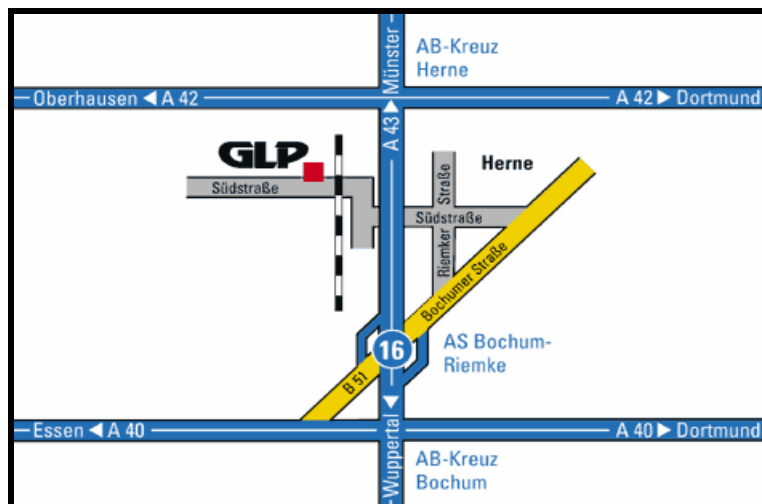 Münster
AB-Kreuz
Herne
Oberhausen
A 42
A 42
Dortmund
A 43
GLP
Südstraße
Riemker Straße
Herne
Südstraße
Bochumer Straße
16
AS Bochum-
Riemke
B 51
Essen
A 40
A 40
Dortmund
Wuppertal
AB-Kreuz
Bochum